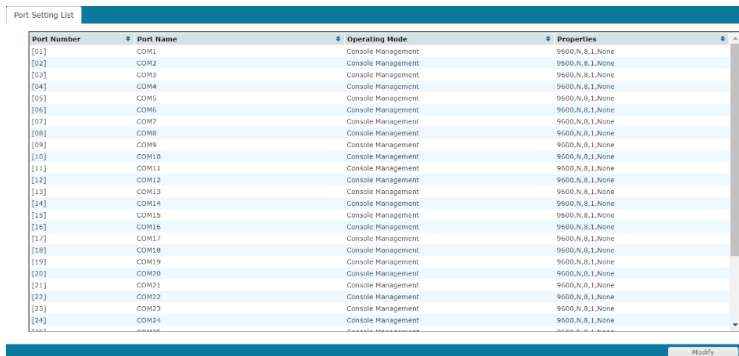 Port Setting List
Port Number Port Name Operating Mode Properties
[01] COM1 Console Management 9600,N,8,1,None
[02] COM2 Console Management 9600,N,8,1,None
[03] COM3 Console Management 9600,N,8,1,None
[04] COM4 Console Management 9600,N,8,1,None
[05] COM5 Console Management 9600,N,8,1,None
[06] COM6 Console Management 9600,N,8,1,None
[07] COM7 Console Management 9600,N,8,1,None
[08] COM8 Console Management 9600,N,8,1,None
[09] COM9 Console Management 9600,N,8,1,None
[10] COM10 Console Management 9600,N,8,1,None
[11] COM11 Console Management 9600,N,8,1,None
[12] COM12 Console Management 9600,N,8,1,None
[13] COM13 Console Management 9600,N,8,1,None
[14] COM14 Console Management 9600,N,8,1,None
[15] COM15 Console Management 9600,N,8,1,None
[16] COM16 Console Management 9600,N,8,1,None
[17] COM17 Console Management 9600,N,8,1,None
[18] COM18 Console Management 9600,N,8,1,None
[19] COM19 Console Management 9600,N,8,1,None
[20] COM20 Console Management 9600,N,8,1,None
[21] COM21 Console Management 9600,N,8,1,None
[22] COM22 Console Management 9600,N,8,1,None
[23] COM23 Console Management 9600,N,8,1,None
[24] COM24 Console Management 9600,N,8,1,None
Modify